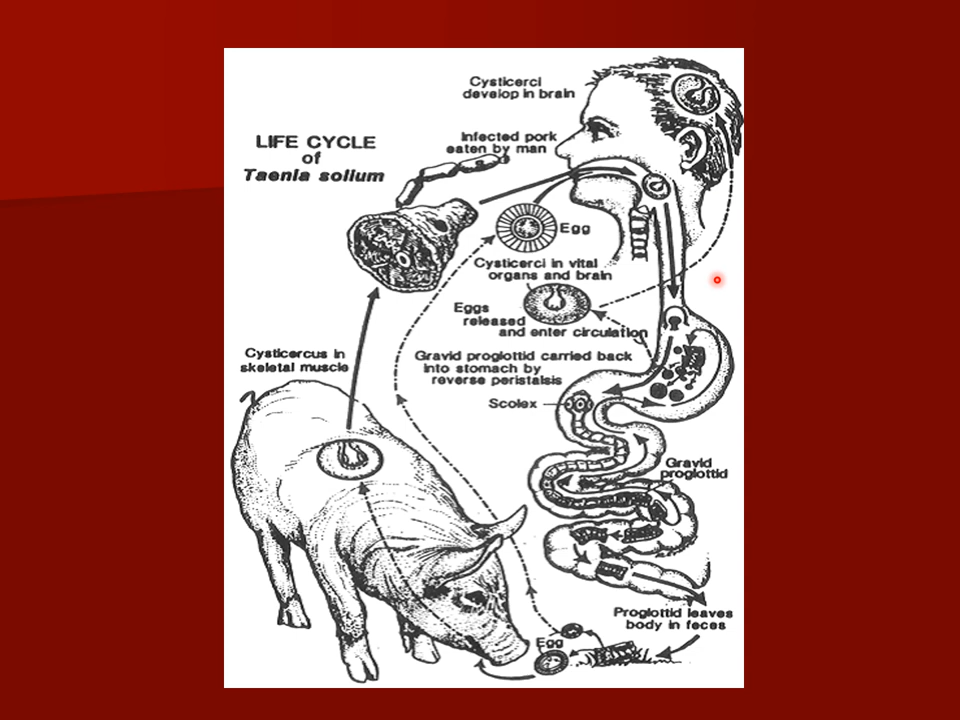 Cysticerci
develop in brain
LIFE CYCLE
of
Taenia solium
Infected pork
eaten by man
Egg
Cysticerci in vital
organs and brain
Eggs
released
and enter circulation
Cysticercus in
skeletal muscle
Gravid proglottid carried back
into stomach by
reverse peristalsis
Scolex
Gravid
proglottid
Proglottid leaves
body in feces
Egg